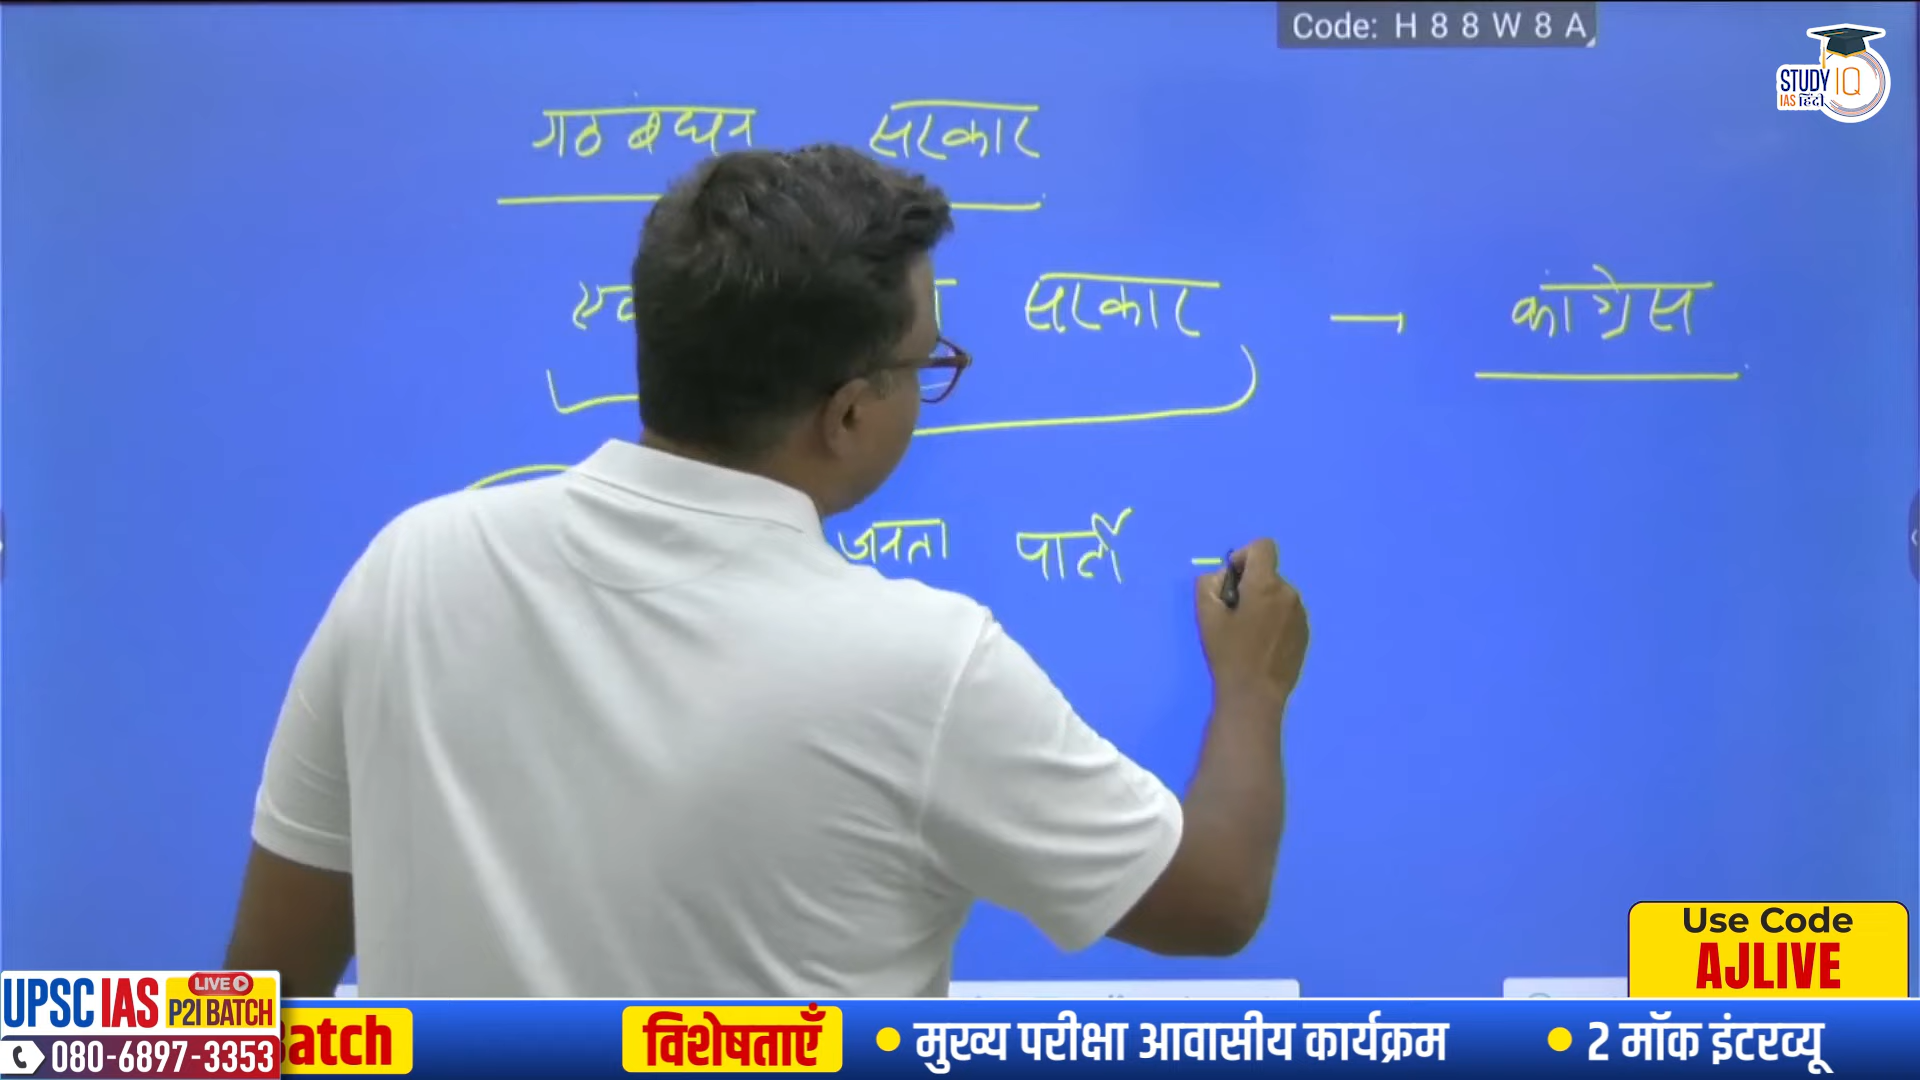 Code: H 8 8 W 8 A
STUDY IQ
IAS हिंदी
गठबंधन सरकार
सरकार → कांग्रेस
जनता पार्टी -
Use Code
AJLIVE
UPSC IAS LIVE P2I BATCH
080-6897-3353
Batch विशेषताएँ • मुख्य परीक्षा आवासीय कार्यक्रम • 2 मॉक इंटरव्यू